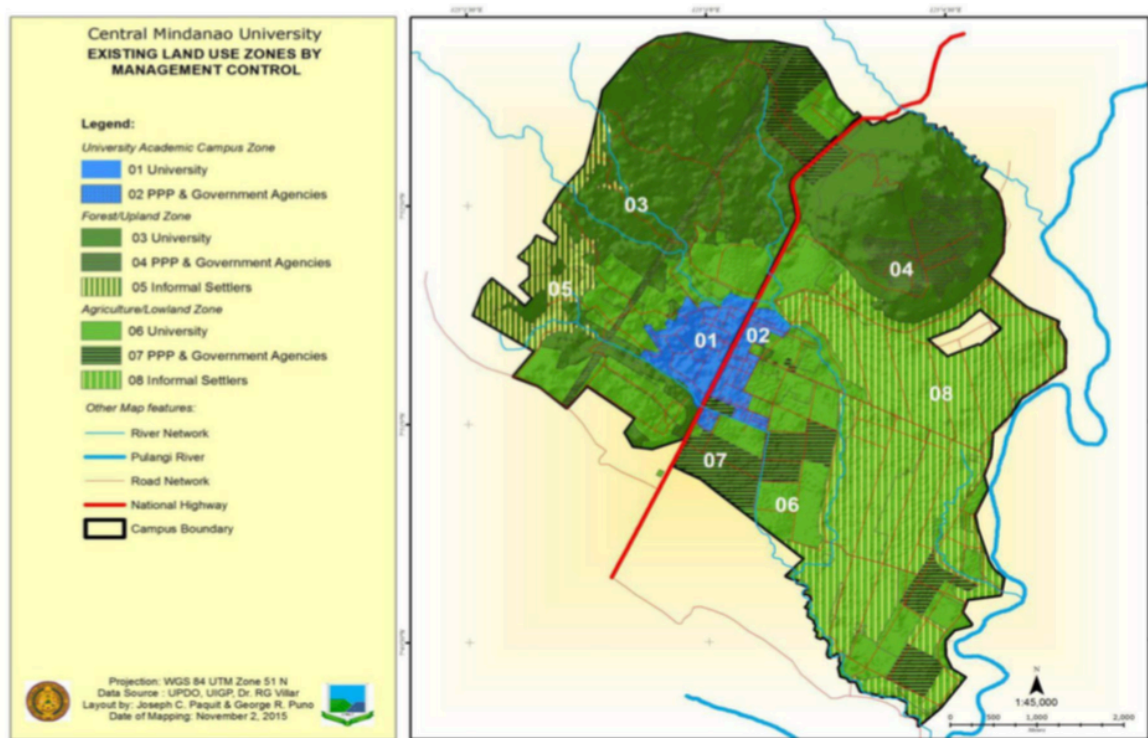 Central Mindanao University
EXISTING LAND USE ZONES BY
MANAGEMENT CONTROL
Legend:
University Academic Campus Zone
01 University
02 PPP & Government Agencies
Forest/Upland Zone
03 University
04 PPP & Government Agencies
05 Informal Settlers
Agriculture/Lowland Zone
06 University
07 PPP & Government Agencies
08 Informal Settlers
Other Map features:
River Network
Pulangi River
Road Network
National Highway
Campus Boundary
Projection: WGS 84 UTM Zone 51 N
Data Source : UPDO, UIGP, Dr. RG Villar
Layout by: Joseph C. Paquit & George R. Puno
Date of Mapping: November 2, 2015
03
04
05
01
02
08
07
06
N
1:45,000
0 500 1,000 2,000